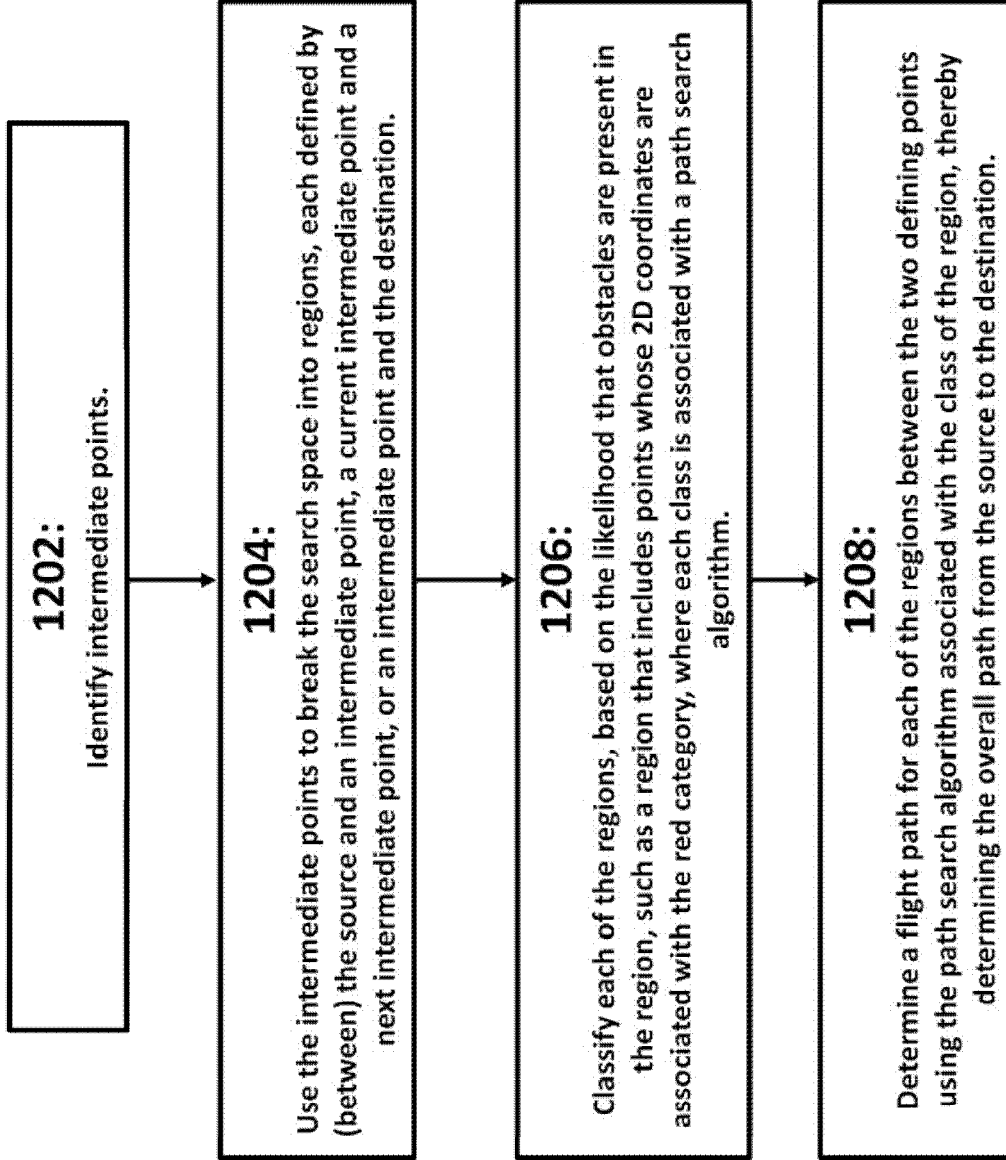 1202:
Identify intermediate points.
1204:
Use the intermediate points to break the search space into regions, each defined by
(between) the source and an intermediate point, a current intermediate point and a
next intermediate point, or an intermediate point and the destination.
1206:
Classify each of the regions, based on the likelihood that obstacles are present in
the region, such as a region that includes points whose 2D coordinates are
associated with the red category, where each class is associated with a path search
algorithm.
1208:
Determine a flight path for each of the regions between the two defining points
using the path search algorithm associated with the class of the region, thereby
determining the overall path from the source to the destination.